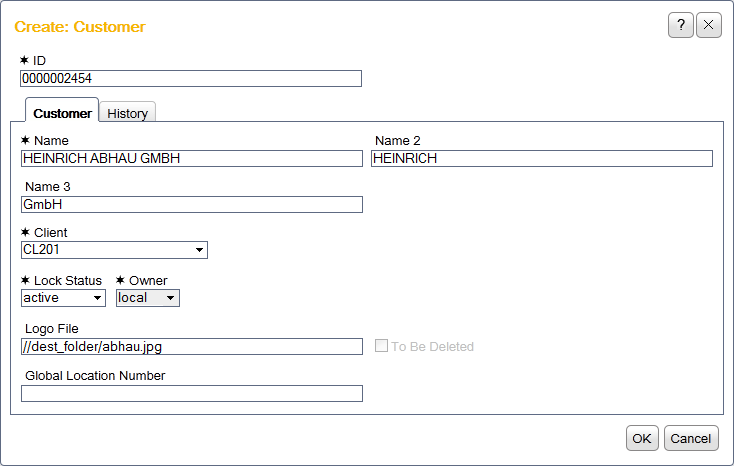 Create: Customer
?
✶ ID
0000002454
Customer History
✶ Name Name 2
HEINRICH ABHAU GMBH HEINRICH
Name 3
GmbH
✶ Client
CL201
✶ Lock Status ✶ Owner
active local
Logo File
//dest_folder/abhau.jpg To Be Deleted
Global Location Number
OK Cancel